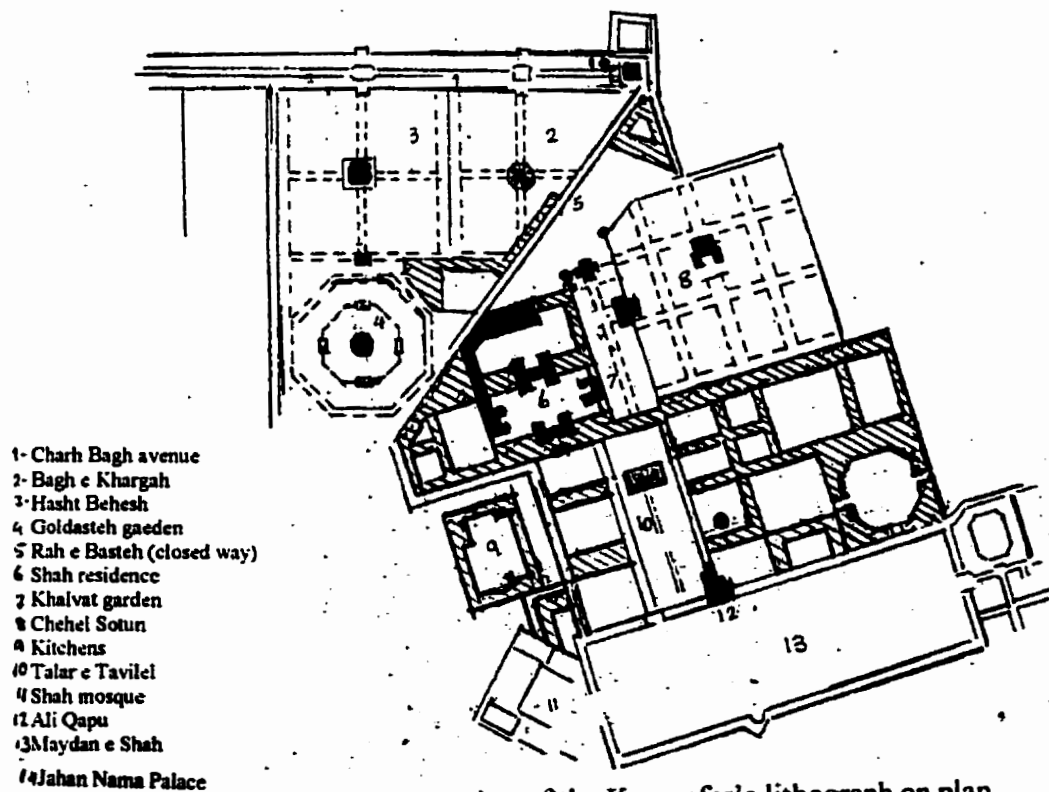 1
1
3
2
5
8
4
7
6
10
9
12
13
11
1- Charh Bagh avenue
2- Bagh e Khargah
3- Hasht Behesh
4 Goldasteh gaeden
5 Rah e Basteh (closed way)
6 Shah residence
7 Khalvat garden
8 Chehel Sotun
9 Kitchens
10 Talar e Tavilel
11 Shah mosque
12 Ali Qapu
13 Maydan e Shah
14 Jahan Nama Palace
lithograph on plan